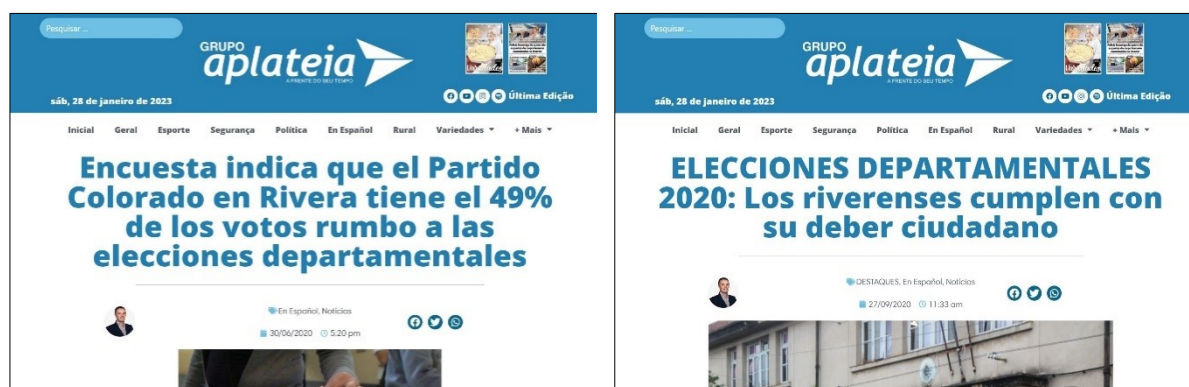 Pesquisar ...
GRUPO
aplateia
A FRENTE DO SEU TEMPO
sáb, 28 de janeiro de 2023
Última Edição
Inicial Geral Esporte Segurança Política En Español Rural Variedades + Mais
Encuesta indica que el Partido
Colorado en Rivera tiene el 49%
de los votos rumbo a las
elecciones departamentales
En Español, Noticias
30/06/2020 5:20 pm
Pesquisar ...
GRUPO
aplateia
A FRENTE DO SEU TEMPO
sáb, 28 de janeiro de 2023
Última Edição
Inicial Geral Esporte Segurança Política En Español Rural Variedades + Mais
ELECCIONES DEPARTAMENTALES
2020: Los riverenses cumplen con
su deber ciudadano
DESTAQUES, En Español, Noticias
27/09/2020 11:33 am